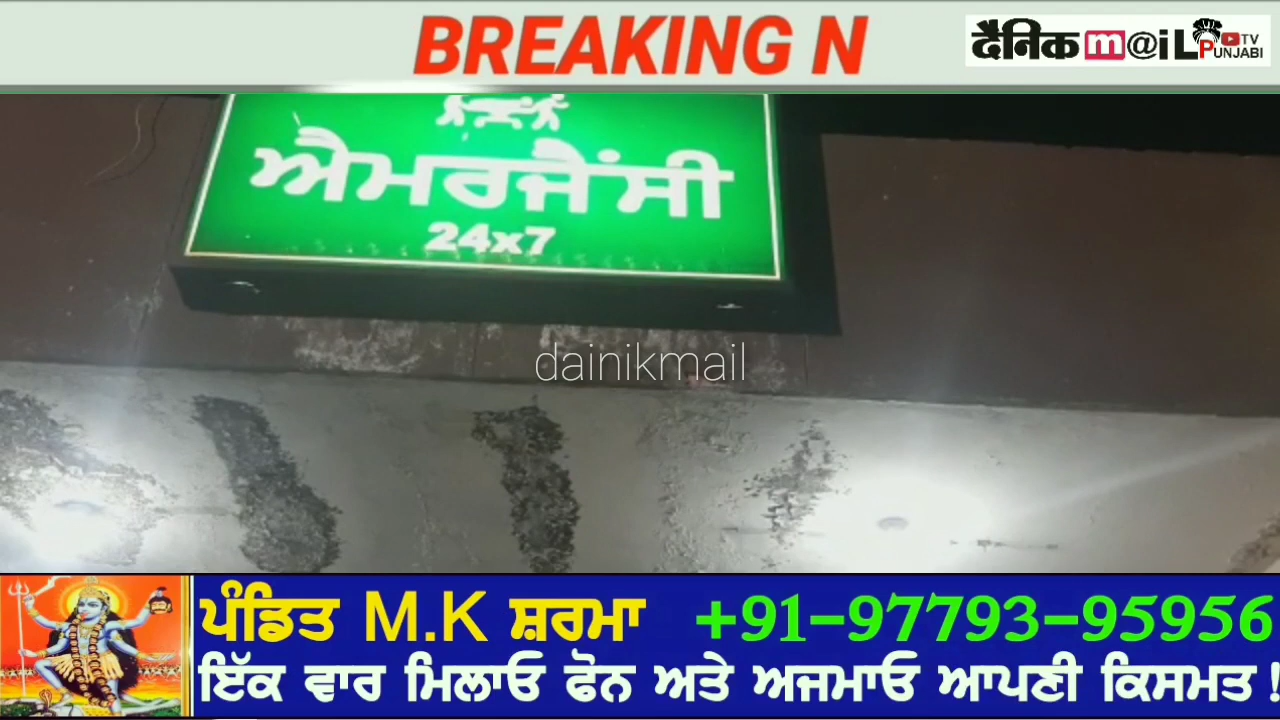 BREAKING N
दैनिक m@iL TV PUNJABI
ਐਮਰਜੈਂਸੀ
24x7
dainikmail
ਪੰਡਿਤ M.K ਸ਼ਰਮਾ +91-97793-95956
ਇੱਕ ਵਾਰ ਮਿਲਾਓ ਫੋਨ ਅਤੇ ਅਜਮਾਓ ਆਪਣੀ ਕਿਸਮਤ !